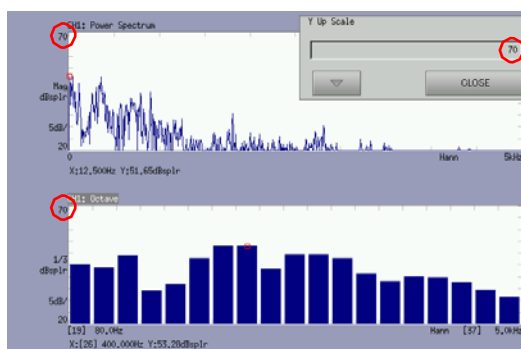 CH1: Power Spectrum
70
Mag
dBsplr
5dB/
20
0
Hann
5kHz
X:12.500Hz Y:51.65dBsplr
Y Up Scale
70
CLOSE
CH1: Octave
70
1/3
dBsplr
5dB/
20
[19] 80.0Hz
Hann
[37] 5.0kHz
X:[26] 400.000Hz Y:53.28dBsplr